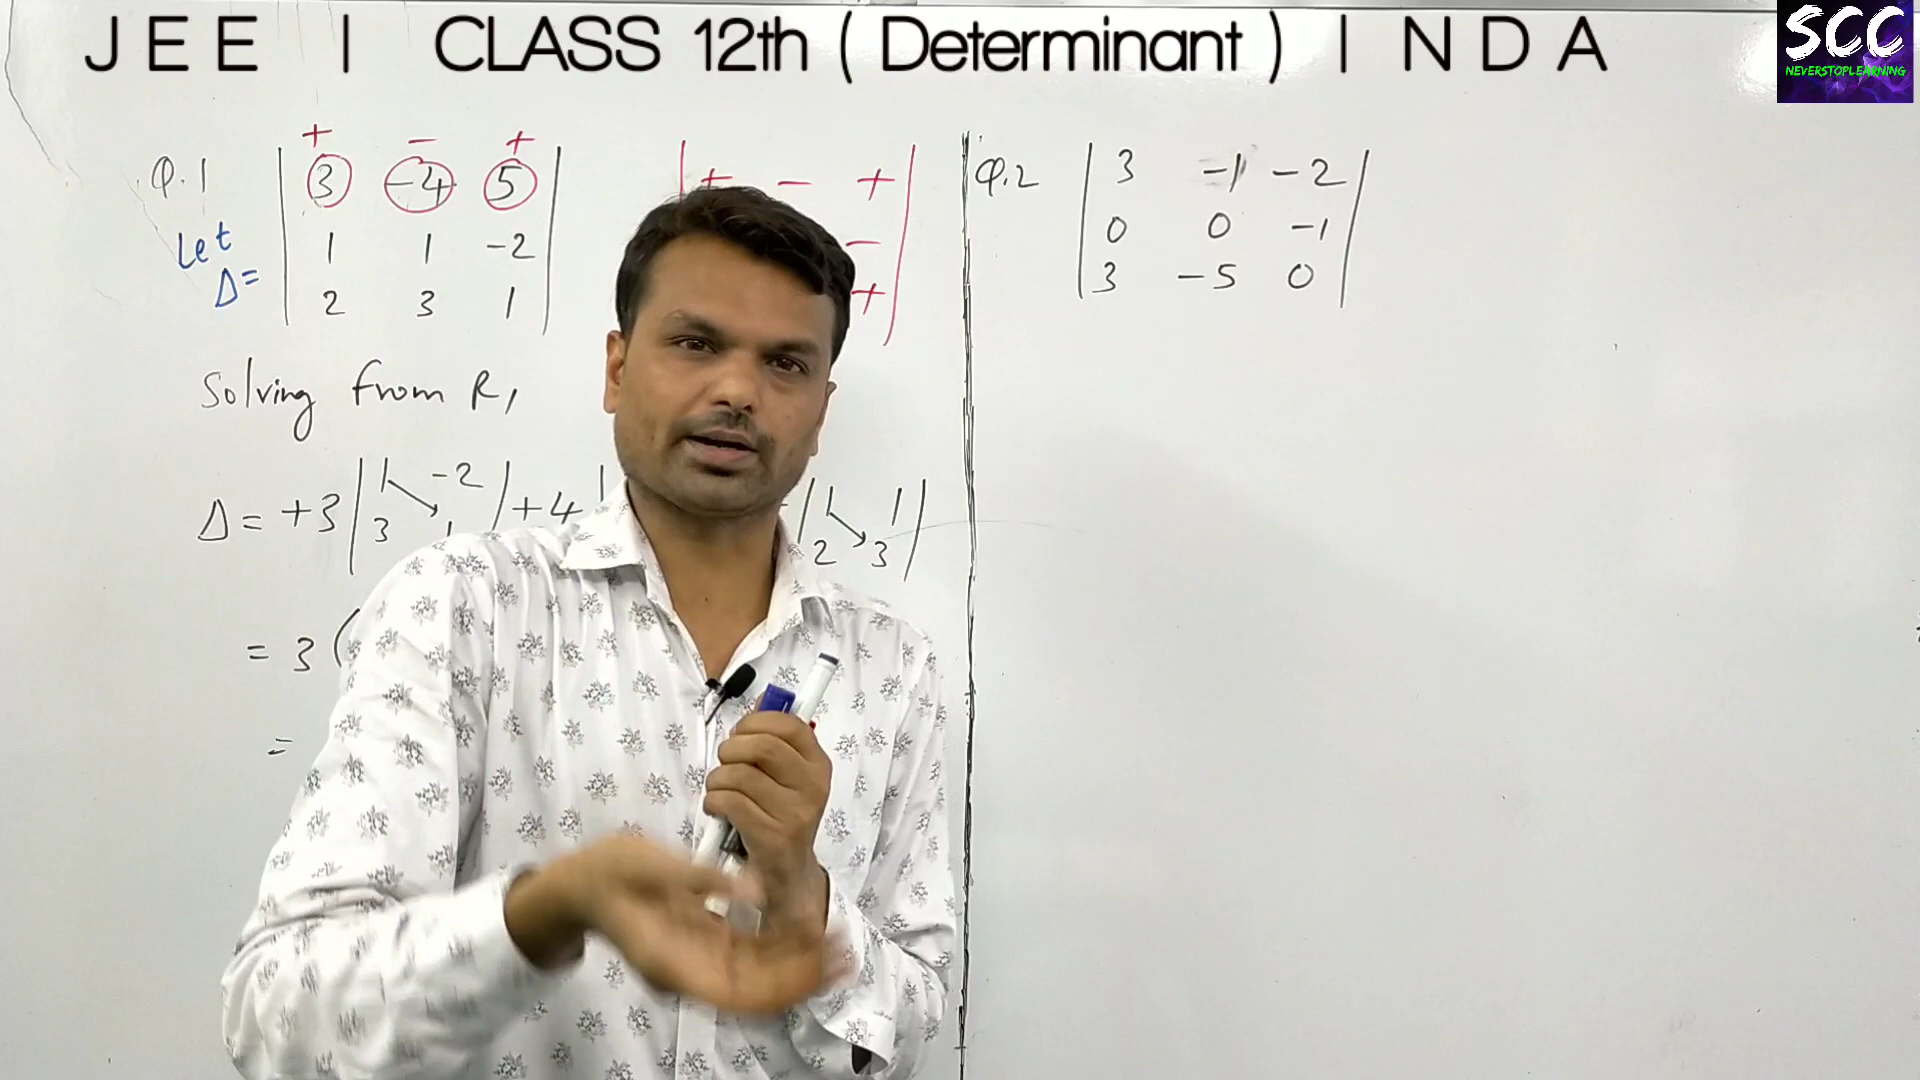 JEE | CLASS 12th ( Determinant ) | NDA
SCC
NEVERSTOPLEARNING
+ - +
Q.1 | 3 -4 5 |
Let | 1 1 -2 |
Δ= | 2 3 1 |
| + - + |
- |
+ |
Solving from R1
Δ = +3 | 1 -2 | + 4 | | 1 1 |
3 1 2 3
= 3 (
=
Q.2 | 3 -1 -2 |
| 0 0 -1 |
| 3 -5 0 |